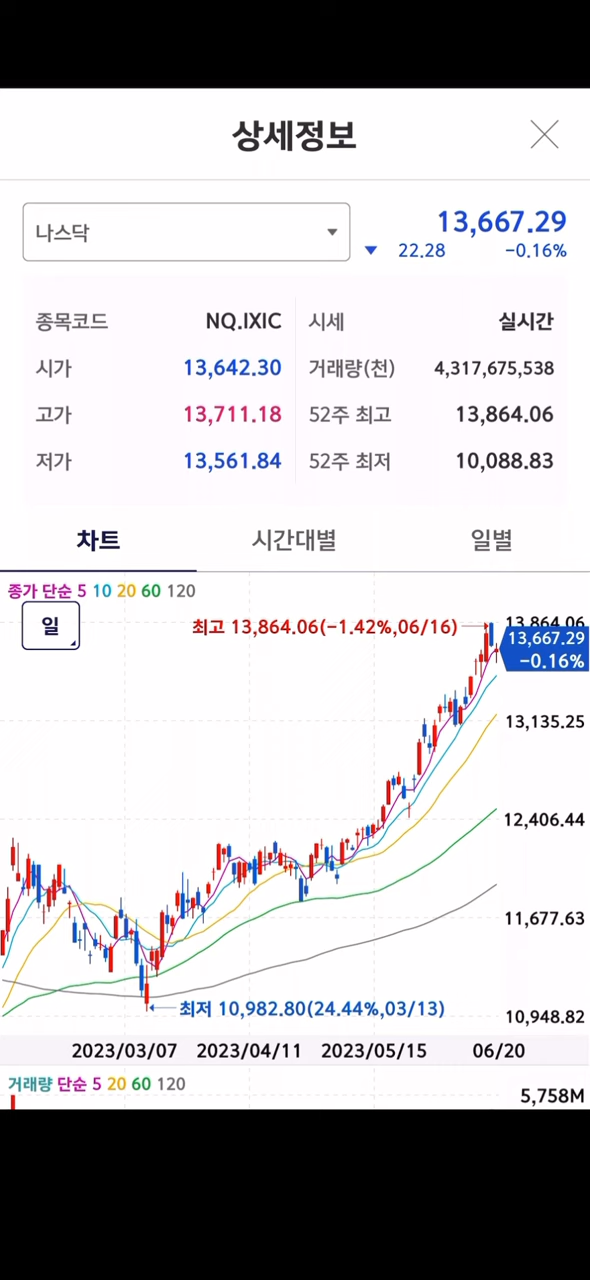 상세정보
나스닥
13,667.29
▼ 22.28 -0.16%
종목코드 NQ.IXIC 시세 실시간
시가 13,642.30 거래량(천) 4,317,675,538
고가 13,711.18 52주 최고 13,864.06
저가 13,561.84 52주 최저 10,088.83
차트 시간대별 일별
종가 단순 5 10 20 60 120
일
최고 13,864.06(-1.42%,06/16)
13,864.06
13,667.29
-0.16%
13,135.25
12,406.44
11,677.63
최저 10,982.80(24.44%,03/13)
10,948.82
2023/03/07 2023/04/11 2023/05/15 06/20
거래량 단순 5 20 60 120
5,758M